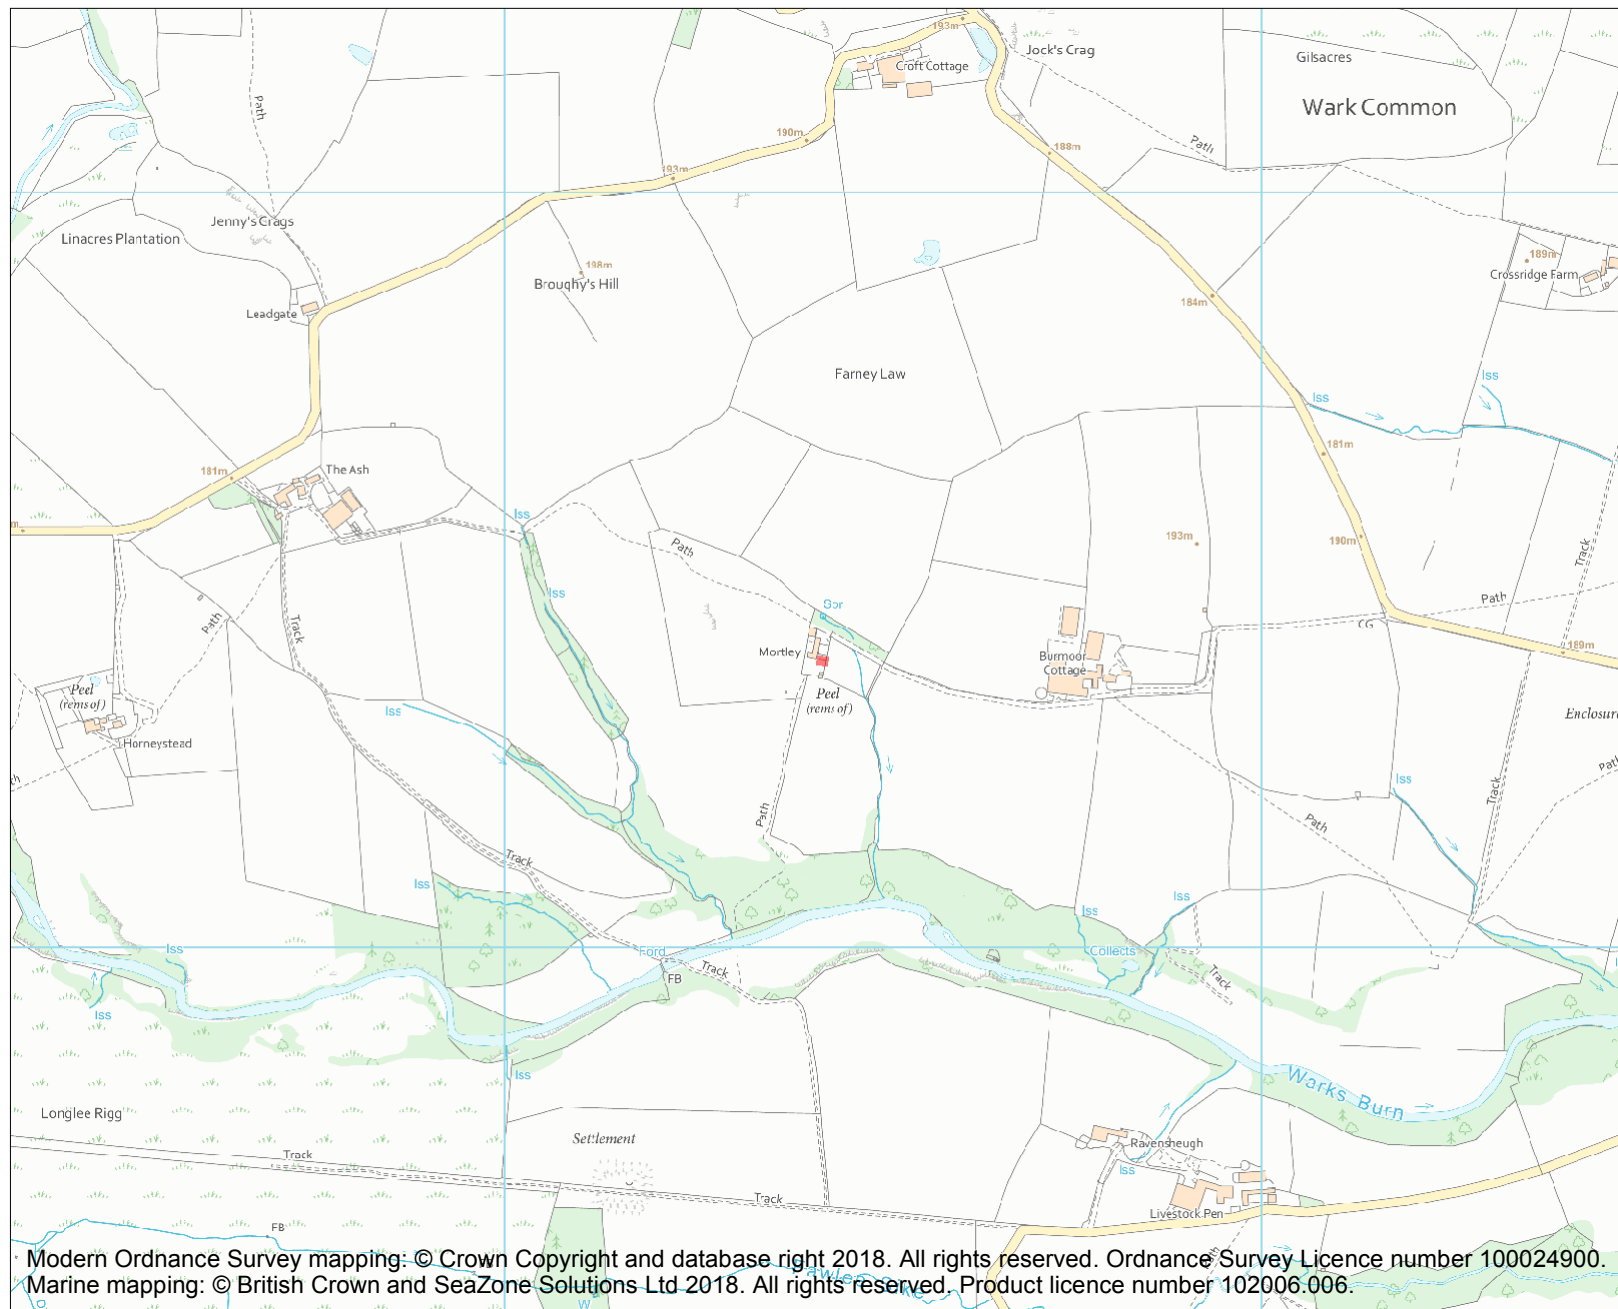 193m
Jock's Crag
Gilsacres
Croft Cottage
Wark Common
Path
190m
188m
Path
193m
Jenny's Crags
Linacres Plantation
189m
198m
Crossridge Farm
Broughy's Hill
184m
Leadgate
Farney Law
Iss
Iss
181m
The Ash
181m
Iss
m
193m
190m
Path
Track
Iss
Path
Spr
Path
Track
CG
189m
Mortley
Burmoor
Cottage
Peel
(rems of)
Peel
(rems of)
Iss
Enclosure
Horneystead
Path
Iss
Track
Path
Path
Track
Iss
Iss
Iss
Iss
Ford
Collects
FB
Track
Track
Iss
Iss
Warks Burn
Longlee Rigg
Settlement
Ravensheugh
Track
Iss
Track
Livestock Pen
FB
Path
Modern Ordnance Survey mapping: © Crown Copyright and database right 2018. All rights reserved. Ordnance Survey Licence number 100024900.
Marine mapping: © British Crown and SeaZone Solutions Ltd 2018. All rights reserved. Product licence number 102006.006.